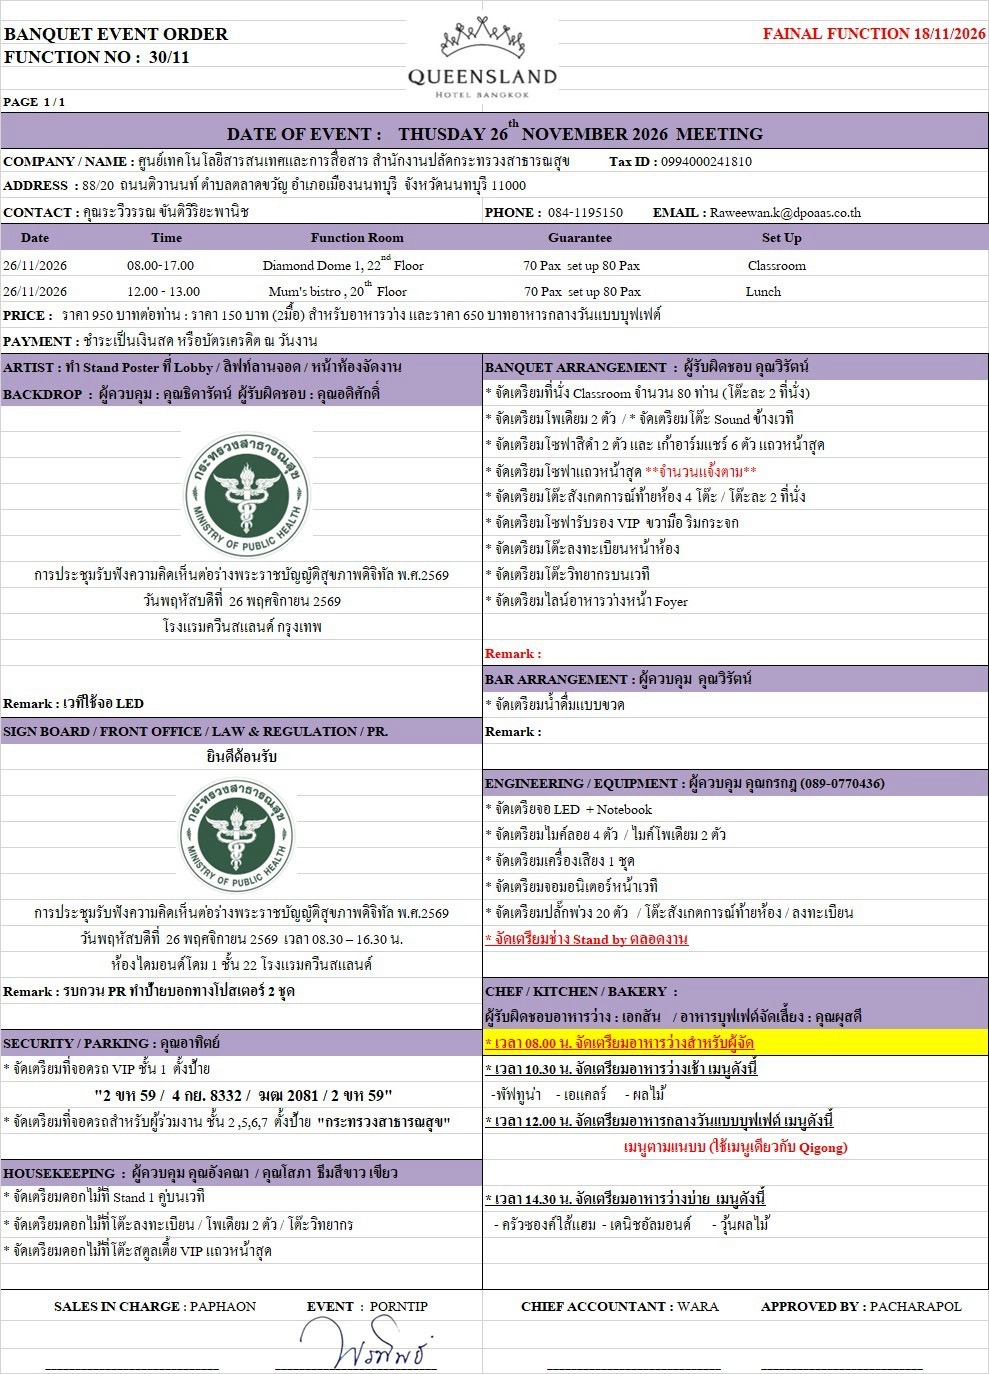 BANQUET EVENT ORDER
FUNCTION NO : 30/11
QUEENSLAND
HOTEL BANGKOK
FAINAL FUNCTION 18/11/2026
PAGE 1 / 1
DATE OF EVENT : THUSDAY 26th NOVEMBER 2026 MEETING
COMPANY / NAME : ศูนย์เทคโนโลยีสารสนเทศและการสื่อสาร สำนักงานปลัดกระทรวงสาธารณสุข Tax ID : 0994000241810
ADDRESS : 88/20 ถนนติวานนท์ ตำบลตลาดขวัญ อำเภอเมืองนนทบุรี จังหวัดนนทบุรี 11000
CONTACT : คุณระวีวรรณ ขันติวิริยะพานิช PHONE : 084-1195150 EMAIL : Raweewan.k@dpoaas.co.th
Date Time Function Room Guarantee Set Up
26/11/2026 08.00-17.00 Diamond Dome 1, 22nd Floor 70 Pax set up 80 Pax Classroom
26/11/2026 12.00 - 13.00 Mum's bistro , 20th Floor 70 Pax set up 80 Pax Lunch
PRICE : ราคา 950 บาทต่อท่าน : ราคา 150 บาท (2มื้อ) สำหรับอาหารว่าง และราคา 650 บาทอาหารกลางวันแบบบุฟเฟต์
PAYMENT : ชำระเป็นเงินสด หรือบัตรเครดิต ณ วันงาน
ARTIST : ทำ Stand Poster ที่ Lobby / ลิฟท์ลานจอด / หน้าห้องจัดงาน
BACKDROP : ผู้ควบคุม : คุณธิดารัตน์ ผู้รับผิดชอบ : คุณอดิศักดิ์
กระทรวงสาธารณสุข
MINISTRY OF PUBLIC HEALTH
การประชุมรับฟังความคิดเห็นต่อร่างพระราชบัญญัติสุขภาพดิจิทัล พ.ศ.2569
วันพฤหัสบดีที่ 26 พฤศจิกายน 2569
โรงแรมควีนสแลนด์ กรุงเทพ
Remark : เวทีใช้จอ LED
SIGN BOARD / FRONT OFFICE / LAW & REGULATION / PR.
ยินดีต้อนรับ
กระทรวงสาธารณสุข
MINISTRY OF PUBLIC HEALTH
การประชุมรับฟังความคิดเห็นต่อร่างพระราชบัญญัติสุขภาพดิจิทัล พ.ศ.2569
วันพฤหัสบดีที่ 26 พฤศจิกายน 2569 เวลา 08.30 – 16.30 น.
ห้องไดมอนด์โดม 1 ชั้น 22 โรงแรมควีนสแลนด์
Remark : รบกวน PR ทำป้ายบอกทางโปสเตอร์ 2 ชุด
SECURITY / PARKING : คุณอาทิตย์
* จัดเตรียมที่จอดรถ VIP ชั้น 1 ตั้งป้าย
"2 ขห 59 / 4 กย. 8332 / ฆฒ 2081 / 2 ขห 59"
* จัดเตรียมที่จอดรถสำหรับผู้ร่วมงาน ชั้น 2 ,5,6,7 ตั้งป้าย "กระทรวงสาธารณสุข"
HOUSEKEEPING : ผู้ควบคุม คุณอังคณา / คุณโสภา ธีมสีขาว เขียว
* จัดเตรียมดอกไม้ที่ Stand 1 คู่บนเวที
* จัดเตรียมดอกไม้ที่โต๊ะลงทะเบียน / โพเดียม 2 ตัว / โต๊ะวิทยากร
* จัดเตรียมดอกไม้ที่โต๊ะสตูลเตี้ย VIP แถวหน้าสุด
BANQUET ARRANGEMENT : ผู้รับผิดชอบ คุณวิรัตน์
* จัดเตรียมที่นั่ง Classroom จำนวน 80 ท่าน (โต๊ะละ 2 ที่นั่ง)
* จัดเตรียมโพเดียม 2 ตัว / * จัดเตรียมโต๊ะ Sound ข้างเวที
* จัดเตรียมโซฟาสีดำ 2 ตัว และ เก้าอาร์มแชร์ 6 ตัว แถวหน้าสุด
* จัดเตรียมโซฟาแถวหน้าสุด **จำนวนแจ้งตาม**
* จัดเตรียมโต๊ะสังเกตการณ์ท้ายห้อง 4 โต๊ะ / โต๊ะละ 2 ที่นั่ง
* จัดเตรียมโซฟารับรอง VIP ขวามือ ริมกระจก
* จัดเตรียมโต๊ะลงทะเบียนหน้าห้อง
* จัดเตรียมโต๊ะวิทยากรบนเวที
* จัดเตรียมไลน์อาหารว่างหน้า Foyer
Remark :
BAR ARRANGEMENT : ผู้ควบคุม คุณวิรัตน์
* จัดเตรียมน้ำดื่มแบบขวด
Remark :
ENGINEERING / EQUIPMENT : ผู้ควบคุม คุณกรกฎ (089-0770436)
* จัดเตรียจอ LED + Notebook
* จัดเตรียมไมค์ลอย 4 ตัว / ไมค์โพเดียม 2 ตัว
* จัดเตรียมเครื่องเสียง 1 ชุด
* จัดเตรียมจอมอนิเตอร์หน้าเวที
* จัดเตรียมปลั๊กพ่วง 20 ตัว / โต๊ะสังเกตการณ์ท้ายห้อง / ลงทะเบียน
* จัดเตรียมช่าง Stand by ตลอดงาน
CHEF / KITCHEN / BAKERY :
ผู้รับผิดชอบอาหารว่าง : เอกสัน / อาหารบุฟเฟต์จัดเลี้ยง : คุณผุสดี
* เวลา 08.00 น. จัดเตรียมอาหารว่างสำหรับผู้จัด
* เวลา 10.30 น. จัดเตรียมอาหารว่างเช้า เมนูดังนี้
-พัฟทูน่า - เอแคลร์ - ผลไม้
* เวลา 12.00 น. จัดเตรียมอาหารกลางวันแบบบุฟเฟต์ เมนูดังนี้
เมนูตามแนบบ (ใช้เมนูเดียวกับ Qigong)
* เวลา 14.30 น. จัดเตรียมอาหารว่างบ่าย เมนูดังนี้
- ครัวซองค์ไส้แฮม - เดนิชอัลมอนด์ - วุ้นผลไม้
SALES IN CHARGE : PAPHAON EVENT : PORNTIP CHIEF ACCOUNTANT : WARA APPROVED BY : PACHARAPOL
พรทิพย์